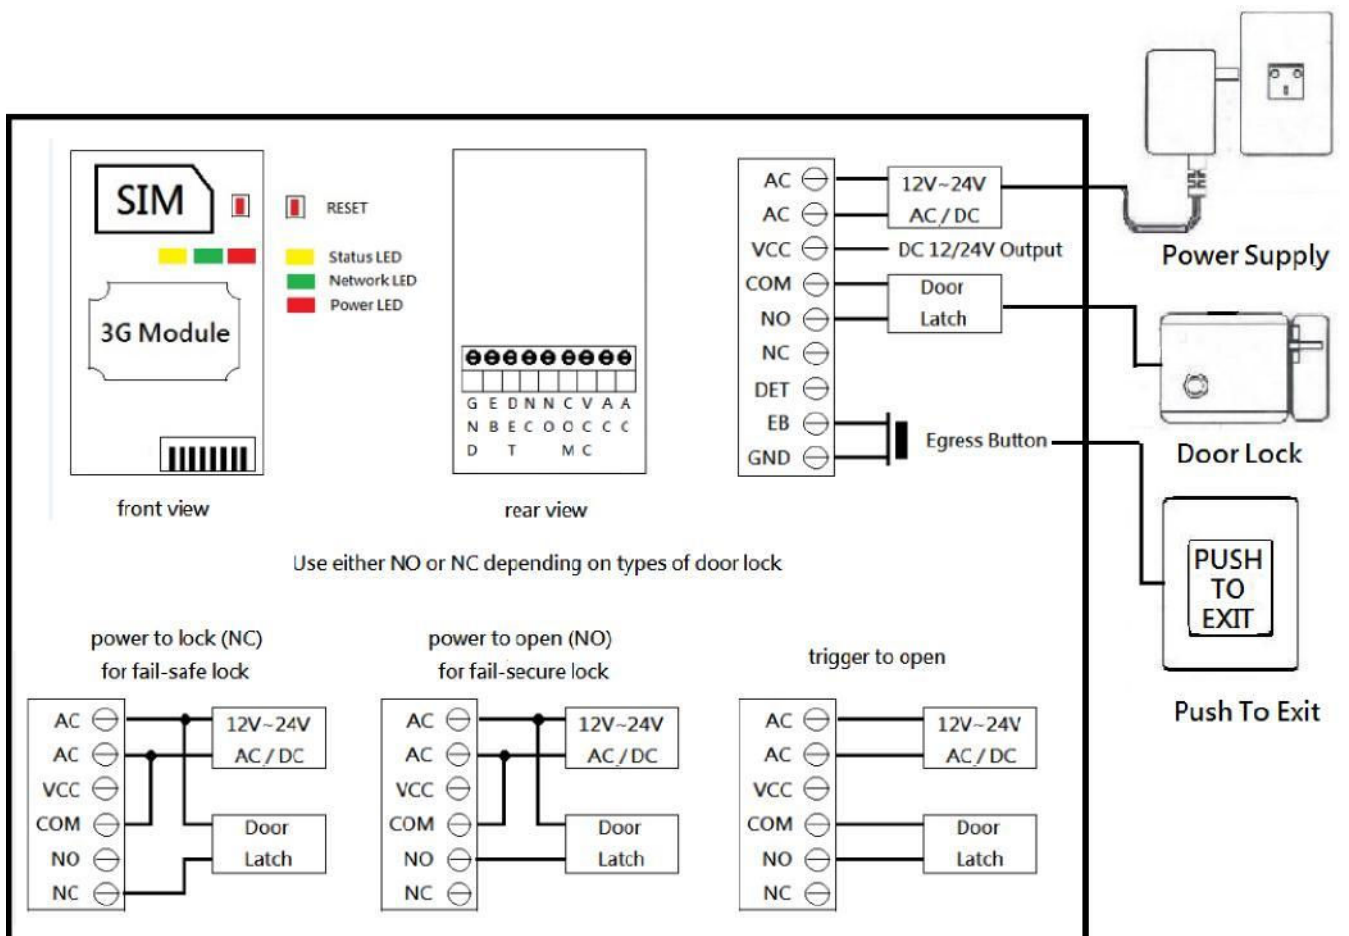 SIM
RESET
Status LED
Network LED
Power LED
3G Module
front view
G E D N N C V A A
N B E C O O C C C
D T M C
rear view
AC
AC
VCC
COM
NO
NC
DET
EB
GND
12V~24V
AC / DC
DC 12/24V Output
Door
Latch
Egress Button
Power Supply
Door Lock
PUSH
TO
EXIT
Push To Exit
Use either NO or NC depending on types of door lock
power to lock (NC)
for fail-safe lock
AC
AC
VCC
COM
NO
NC
12V~24V
AC / DC
Door
Latch
power to open (NO)
for fail-secure lock
AC
AC
VCC
COM
NO
NC
12V~24V
AC / DC
Door
Latch
trigger to open
AC
AC
VCC
COM
NO
NC
12V~24V
AC / DC
Door
Latch